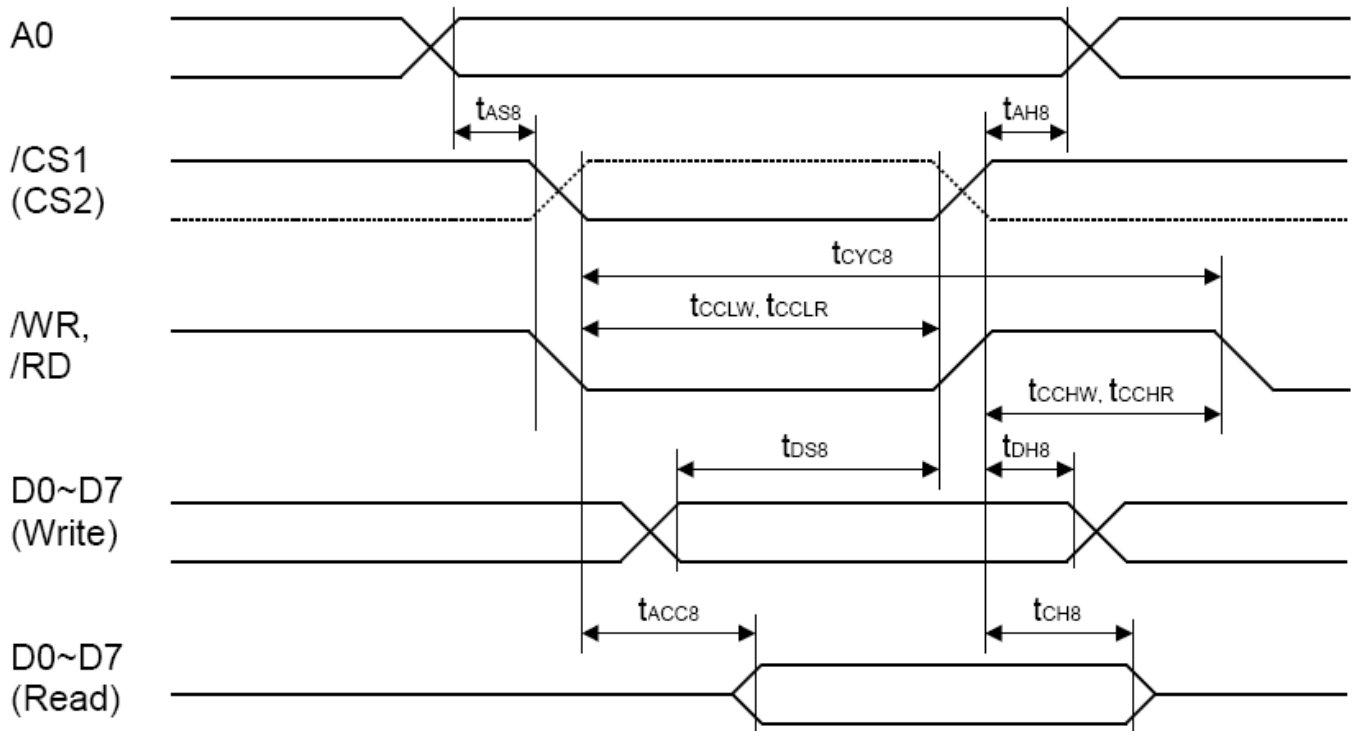 A0
tAS8
tAH8
/CS1
(CS2)
tCYC8
tCCLW, tCCLR
/WR,
/RD
tCCHW, tCCHR
tDS8
tDH8
D0~D7
(Write)
tACC8
tCH8
D0~D7
(Read)